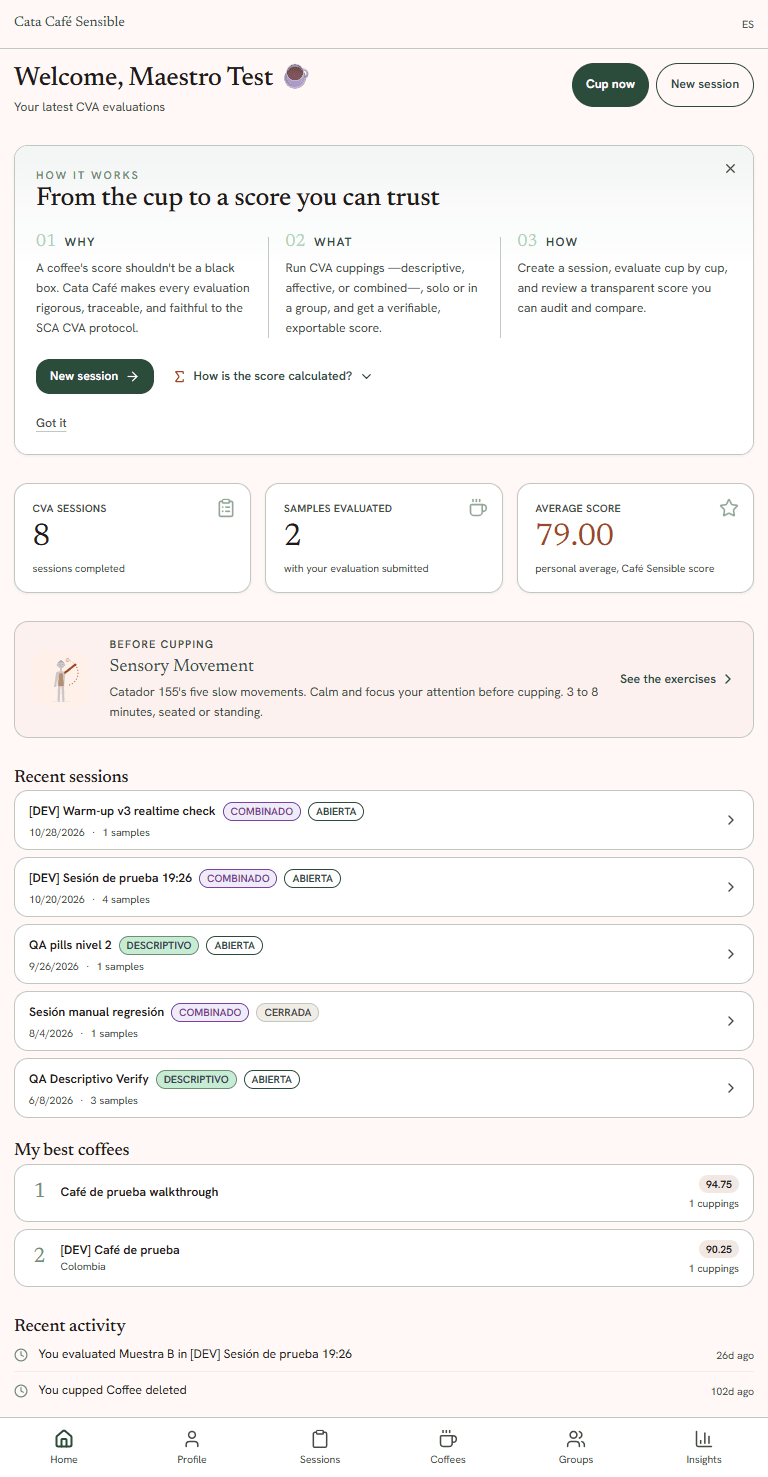 Cata Café Sensible
ES
Welcome, Maestro Test
Your latest CVA evaluations
Cup now
New session
HOW IT WORKS
From the cup to a score you can trust
01 WHY
A coffee's score shouldn't be a black
box. Cata Café makes every evaluation
rigorous, traceable, and faithful to the
SCA CVA protocol.
02 WHAT
Run CVA cuppings —descriptive,
affective, or combined—, solo or in
a group, and get a verifiable,
exportable score.
03 HOW
Create a session, evaluate cup by cup,
and review a transparent score you
can audit and compare.
New session →
Σ How is the score calculated?
Got it
CVA SESSIONS
8
sessions completed
SAMPLES EVALUATED
2
with your evaluation submitted
AVERAGE SCORE
79.00
personal average, Café Sensible score
BEFORE CUPPING
Sensory Movement
Catador 155's five slow movements. Calm and focus your attention before cupping. 3 to 8
minutes, seated or standing.
See the exercises
Recent sessions
[DEV] Warm-up v3 realtime check COMBINADO ABIERTA
10/28/2026 · 1 samples
[DEV] Sesión de prueba 19:26 COMBINADO ABIERTA
10/20/2026 · 4 samples
QA pills nivel 2 DESCRIPTIVO ABIERTA
9/26/2026 · 1 samples
Sesión manual regresión COMBINADO CERRADA
8/4/2026 · 1 samples
QA Descriptivo Verify DESCRIPTIVO ABIERTA
6/8/2026 · 3 samples
My best coffees
1 Café de prueba walkthrough
94.75
1 cuppings
2 [DEV] Café de prueba
Colombia
90.25
1 cuppings
Recent activity
You evaluated Muestra B in [DEV] Sesión de prueba 19:26 26d ago
You cupped Coffee deleted 102d ago
Home Profile Sessions Coffees Groups Insights